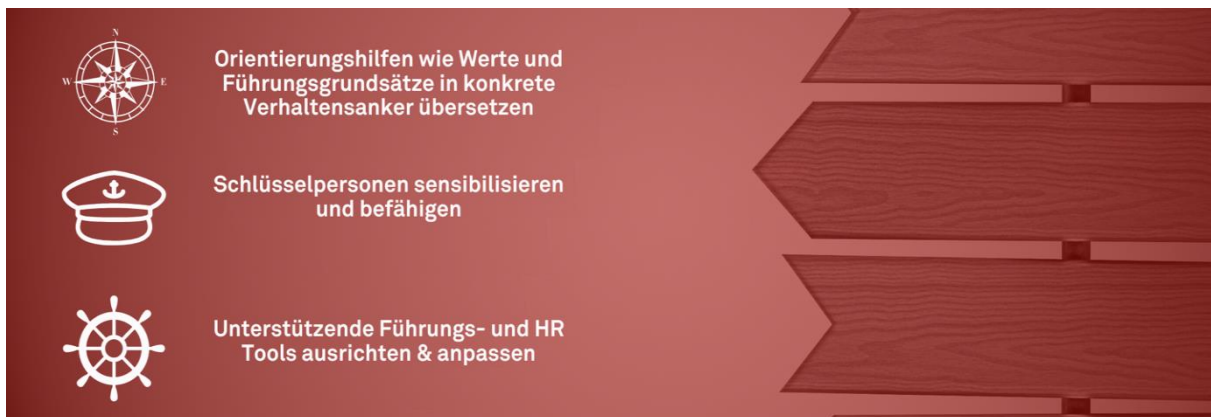 N
W
E
S
Orientierungshilfen wie Werte und
Führungsgrundsätze in konkrete
Verhaltensanker übersetzen
Schlüsselpersonen sensibilisieren
und befähigen
Unterstützende Führungs- und HR
Tools ausrichten & anpassen